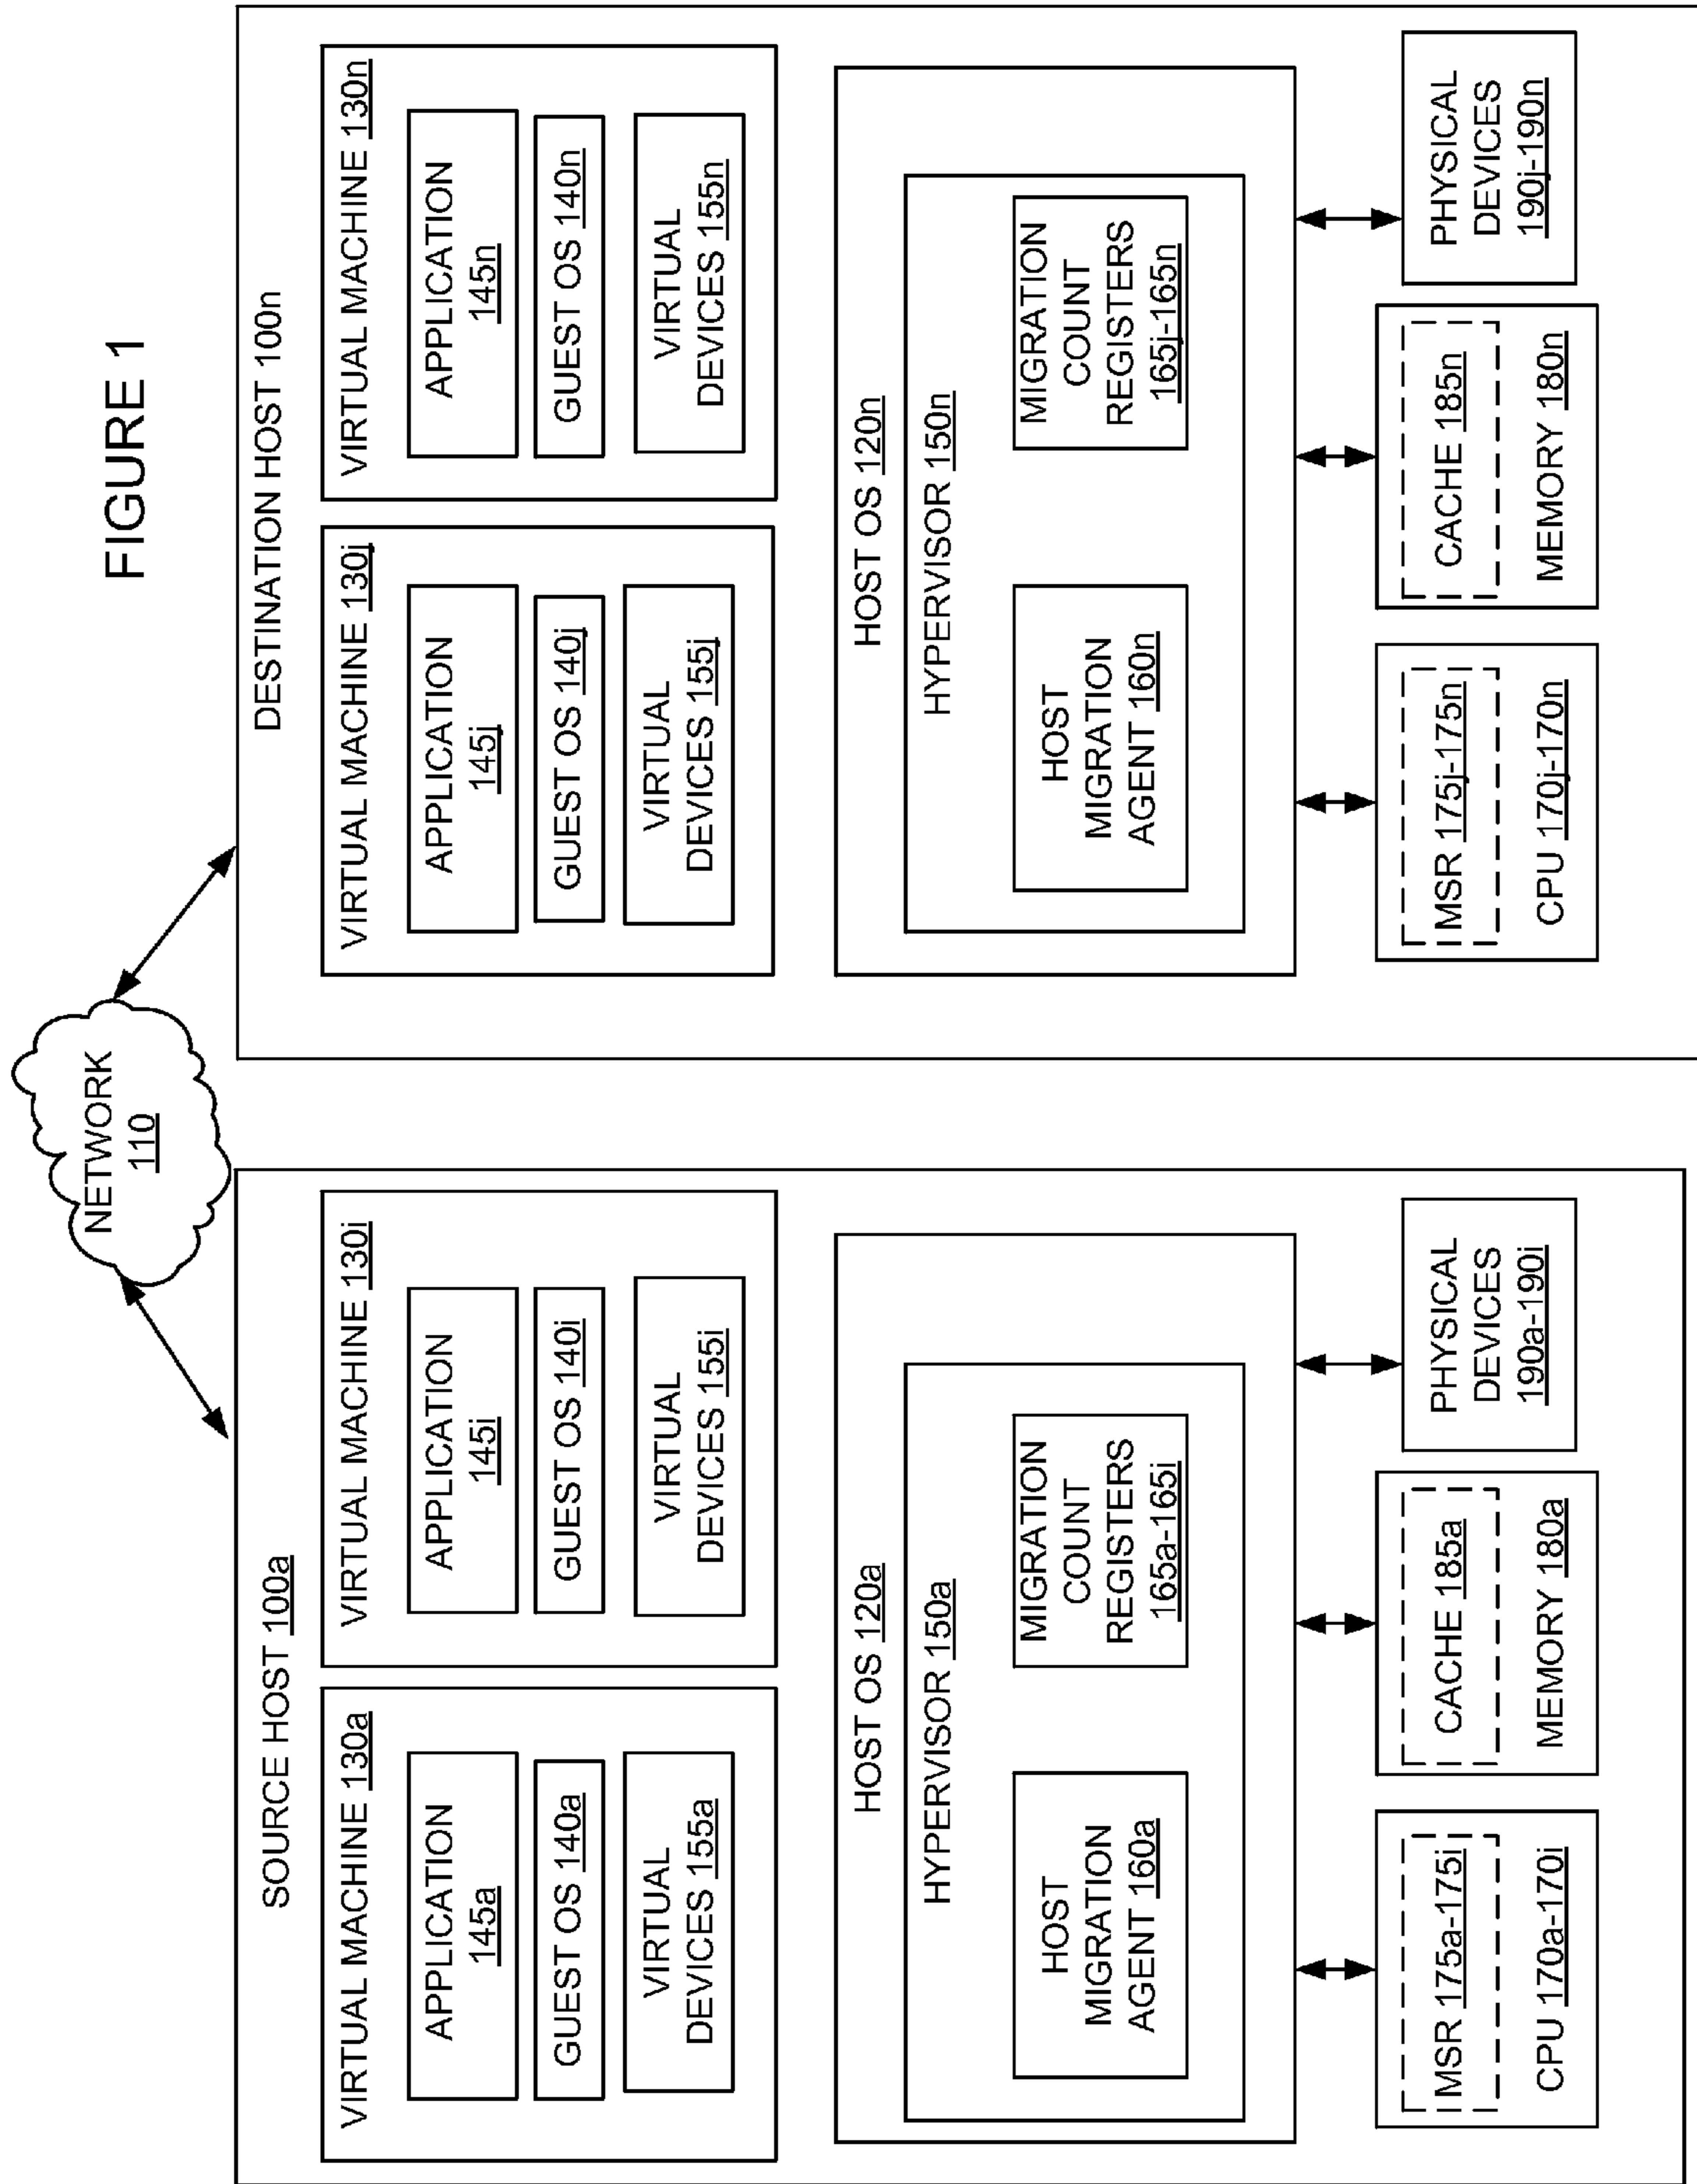 FIGURE 1
NETWORK
110
SOURCE HOST 100a
VIRTUAL MACHINE 130a
APPLICATION
145a
GUEST OS 140a
VIRTUAL
DEVICES 155a
VIRTUAL MACHINE 130i
APPLICATION
145i
GUEST OS 140i
VIRTUAL
DEVICES 155i
HOST OS 120a
HYPERVISOR 150a
HOST
MIGRATION
AGENT 160a
MIGRATION
COUNT
REGISTERS
165a-165i
MSR 175a-175i
CPU 170a-170i
CACHE 185a
MEMORY 180a
PHYSICAL
DEVICES
190a-190i
DESTINATION HOST 100n
VIRTUAL MACHINE 130j
APPLICATION
145j
GUEST OS 140j
VIRTUAL
DEVICES 155j
VIRTUAL MACHINE 130n
APPLICATION
145n
GUEST OS 140n
VIRTUAL
DEVICES 155n
HOST OS 120n
HYPERVISOR 150n
HOST
MIGRATION
AGENT 160n
MIGRATION
COUNT
REGISTERS
165j-165n
MSR 175j-175n
CPU 170j-170n
CACHE 185n
MEMORY 180n
PHYSICAL
DEVICES
190j-190n